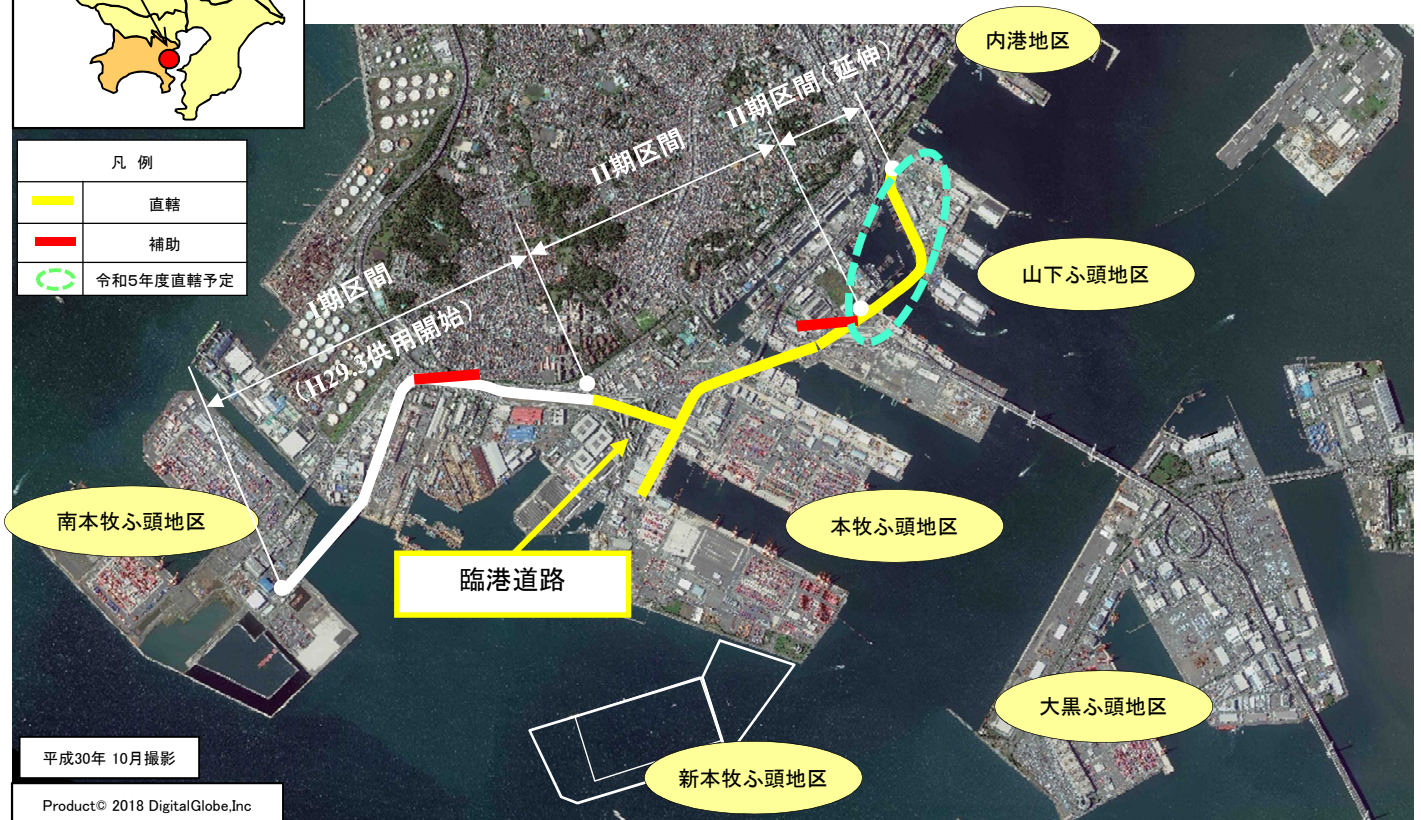 内港地区
II期区間（延伸）
II期区間
I期区間
（H29.3供用開始）
凡 例
直轄
補助
令和5年度直轄予定
山下ふ頭地区
南本牧ふ頭地区
本牧ふ頭地区
臨港道路
大黒ふ頭地区
新本牧ふ頭地区
平成30年 10月撮影
Product© 2018 DigitalGlobe,Inc